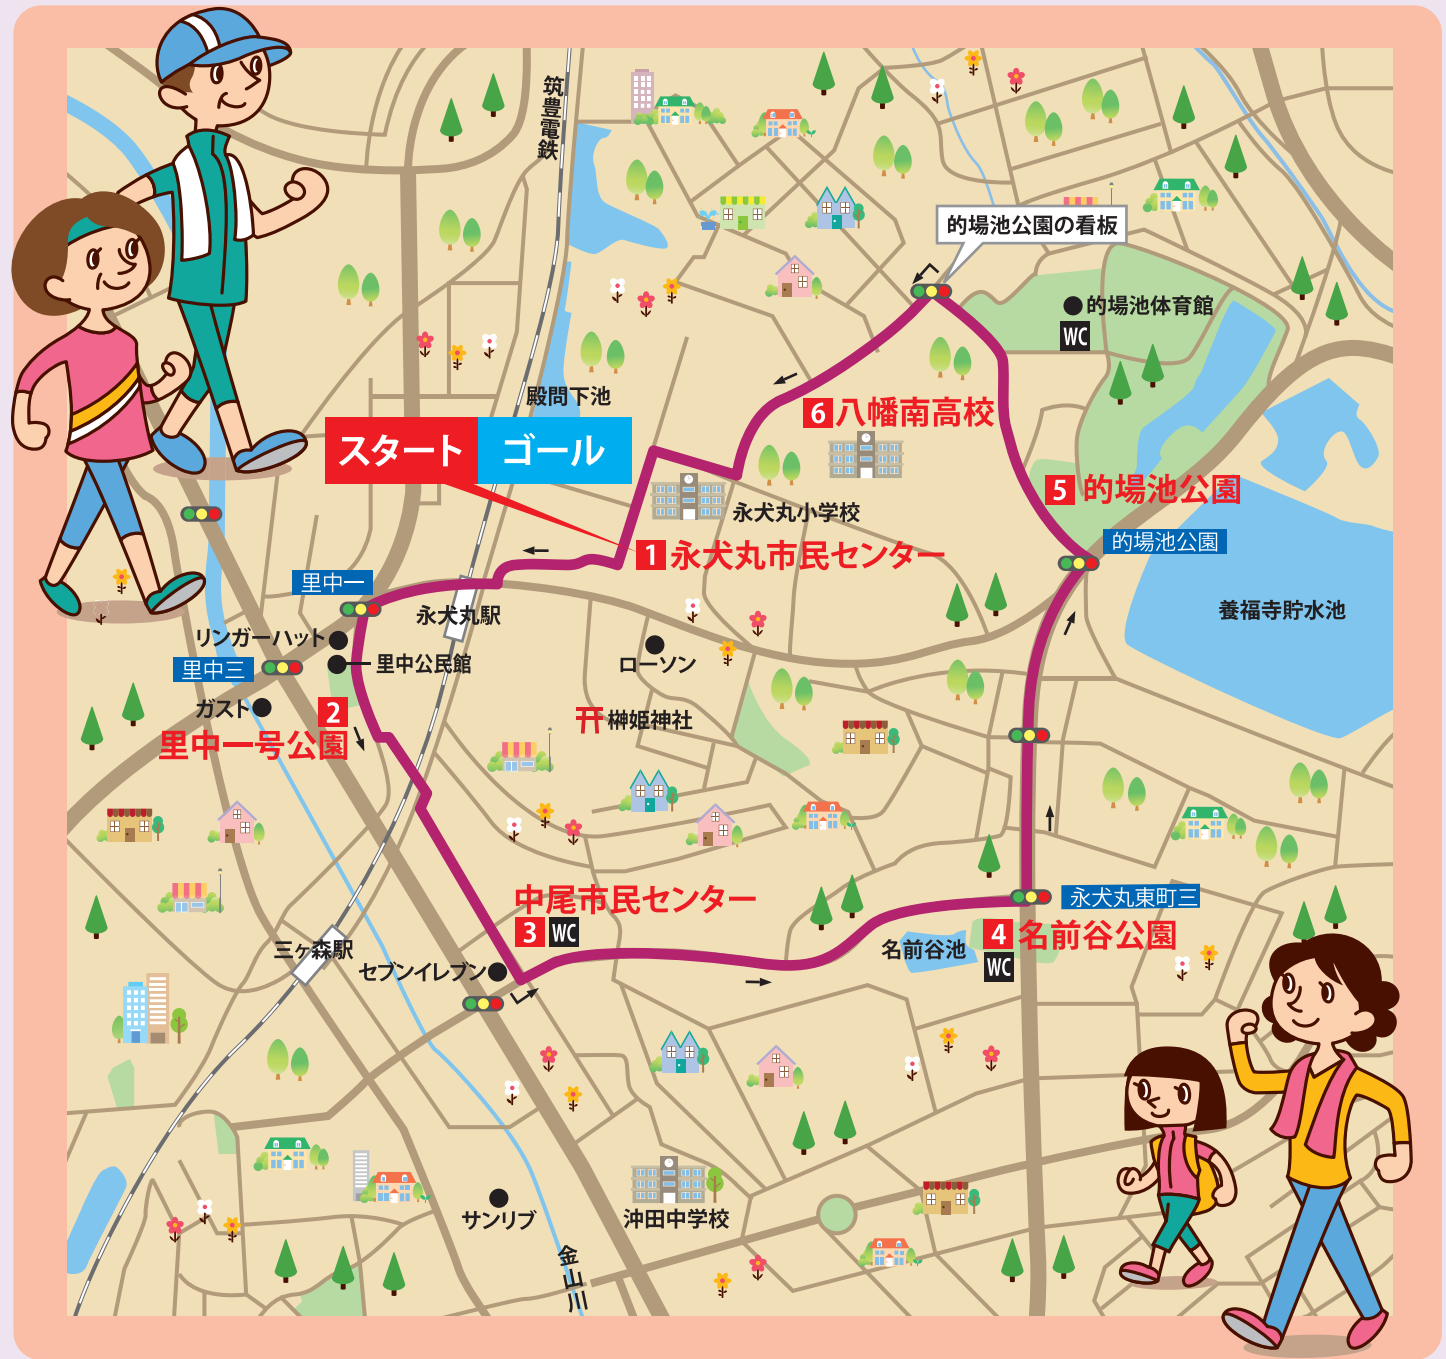 筑豊電鉄
的場池公園の看板
的場池体育館
WC
殿問下池
スタート
ゴール
6 八幡南高校
永犬丸小学校
5 的場池公園
的場池公園
1 永犬丸市民センター
里中一
永犬丸駅
養福寺貯水池
リンガーハット
里中公民館
里中三
ローソン
ガスト
2
里中一号公園
榊姫神社
中尾市民センター
3 WC
永犬丸東町三
三ヶ森駅
セブンイレブン
名前谷池
4 名前谷公園
WC
サンリブ
沖田中学校
金山川